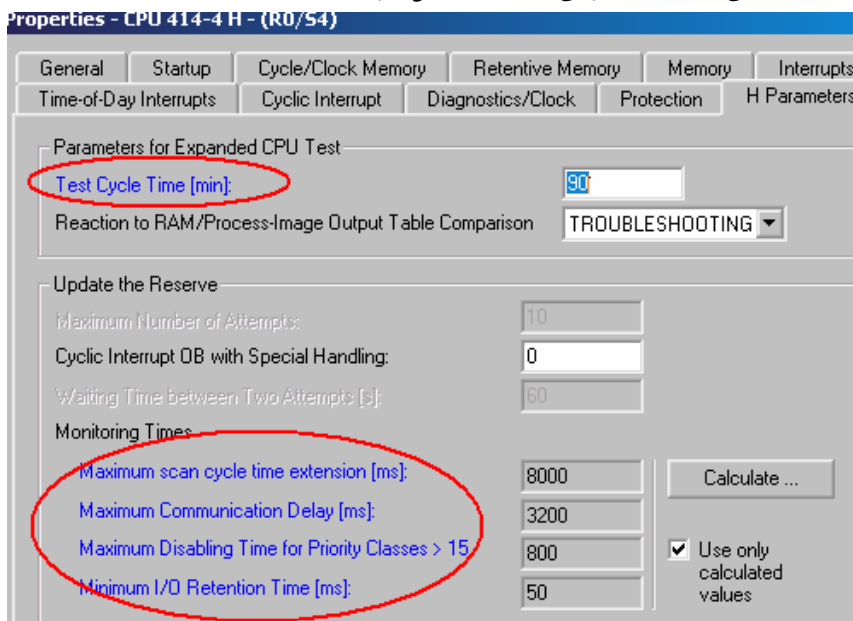 Properties - CPU 414-4 H - (R0/S4)
General Startup Cycle/Clock Memory Retentive Memory Memory Interrupts
Time-of-Day Interrupts Cyclic Interrupt Diagnostics/Clock Protection H Parameters
Parameters for Expanded CPU Test
Test Cycle Time [min]: 90
Reaction to RAM/Process-Image Output Table Comparison TROUBLESHOOTING
Update the Reserve
Maximum Number of Attempts: 10
Cyclic Interrupt OB with Special Handling: 0
Waiting Time between Two Attempts [s]: 60
Monitoring Times
Maximum scan cycle time extension [ms]: 8000 Calculate ...
Maximum Communication Delay [ms]: 3200
Maximum Disabling Time for Priority Classes > 15 800 Use only
calculated
Minimum I/O Retention Time [ms]: 50 values